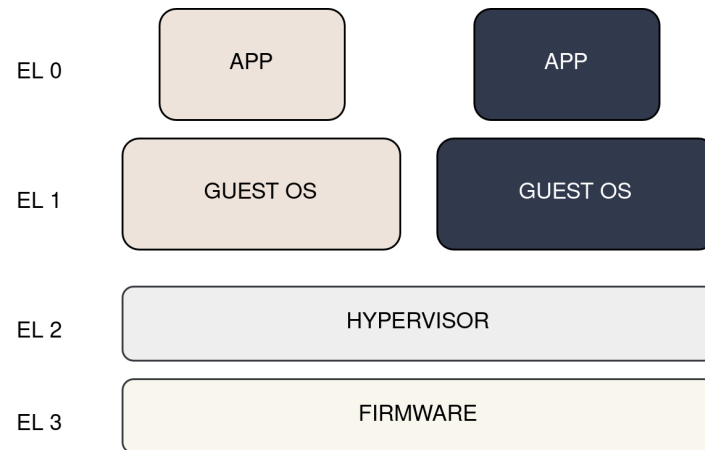 EL 0
APP
APP
EL 1
GUEST OS
GUEST OS
EL 2
HYPERVISOR
EL 3
FIRMWARE